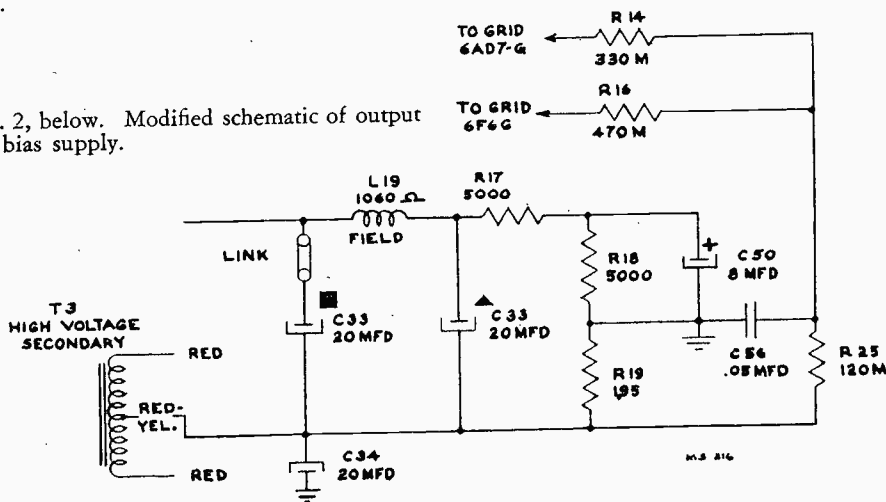 R 14
TO GRID
6AD7-G
330 M
R16
TO GRID
6F6G
470 M
. 2, below. Modified schematic of output
bias supply.
L19
1060 Ω
FIELD
R17
5000
LINK
R18
5000
+
C50
8 MFD
T3
HIGH VOLTAGE
SECONDARY
C33
20 MFD
C33
20 MFD
RED
C56
.05 MFD
R 25
120M
R19
195
RED-
YEL.
RED
C34
20 MFD
M.S 216